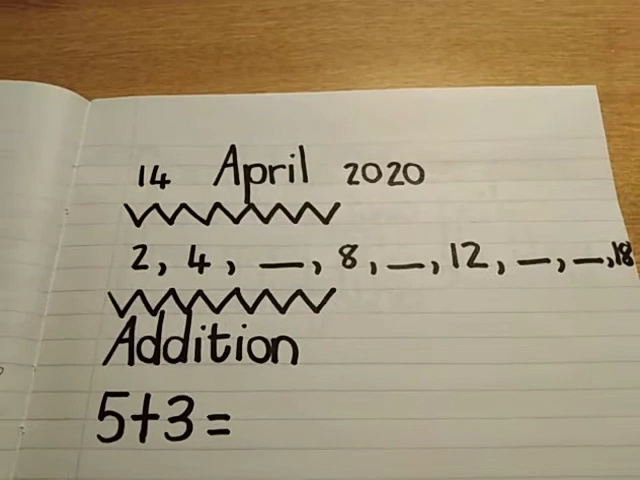 14 April 2020
2, 4, __, 8, __, 12, __, __, 18
Addition
5+3=